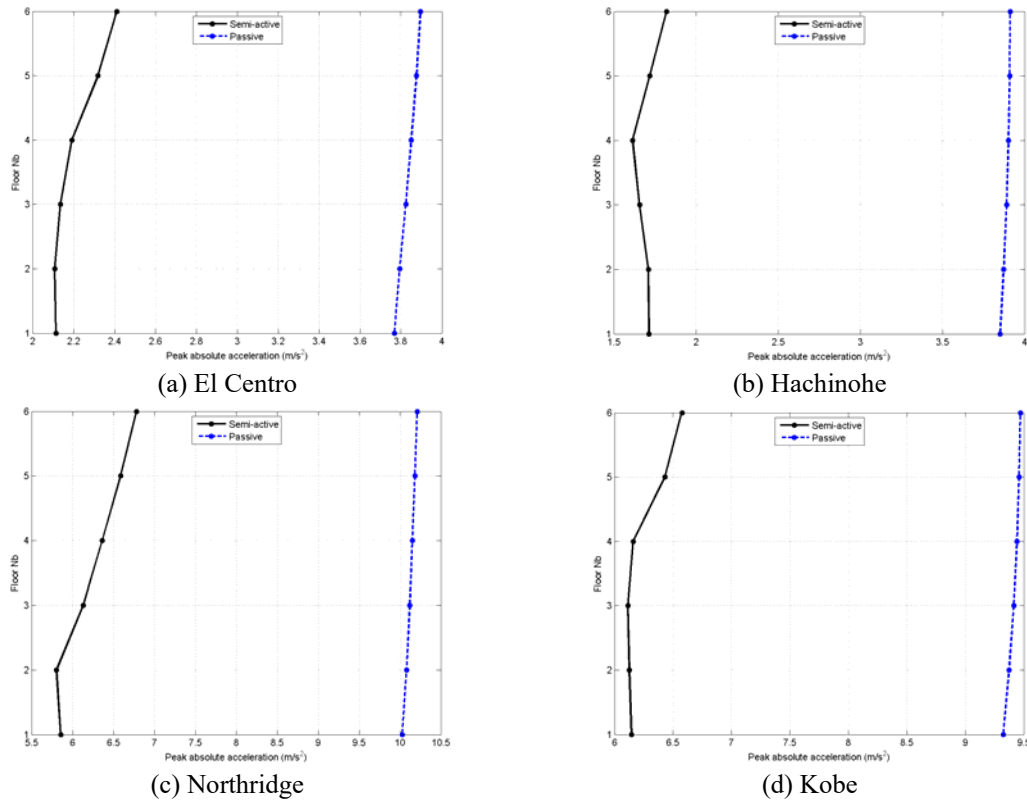 6
5
4
3
2
1
Floor Nb
Semi-active
Passive
2 2.2 2.4 2.6 2.8 3 3.2 3.4 3.6 3.8 4
Peak absolute acceleration (m/s²)
(a) El Centro
6
5
4
3
2
1
Floor Nb
Semi-active
Passive
1.5 2 2.5 3 3.5 4
Peak absolute acceleration (m/s²)
(b) Hachinohe
6
5
4
3
2
1
Floor Nb
Semi-active
Passive
5.5 6 6.5 7 7.5 8 8.5 9 9.5 10 10.5
Peak absolute acceleration (m/s²)
(c) Northridge
6
5
4
3
2
1
Floor Nb
Semi-active
Passive
6 6.5 7 7.5 8 8.5 9 9.5
Peak absolute acceleration (m/s²)
(d) Kobe